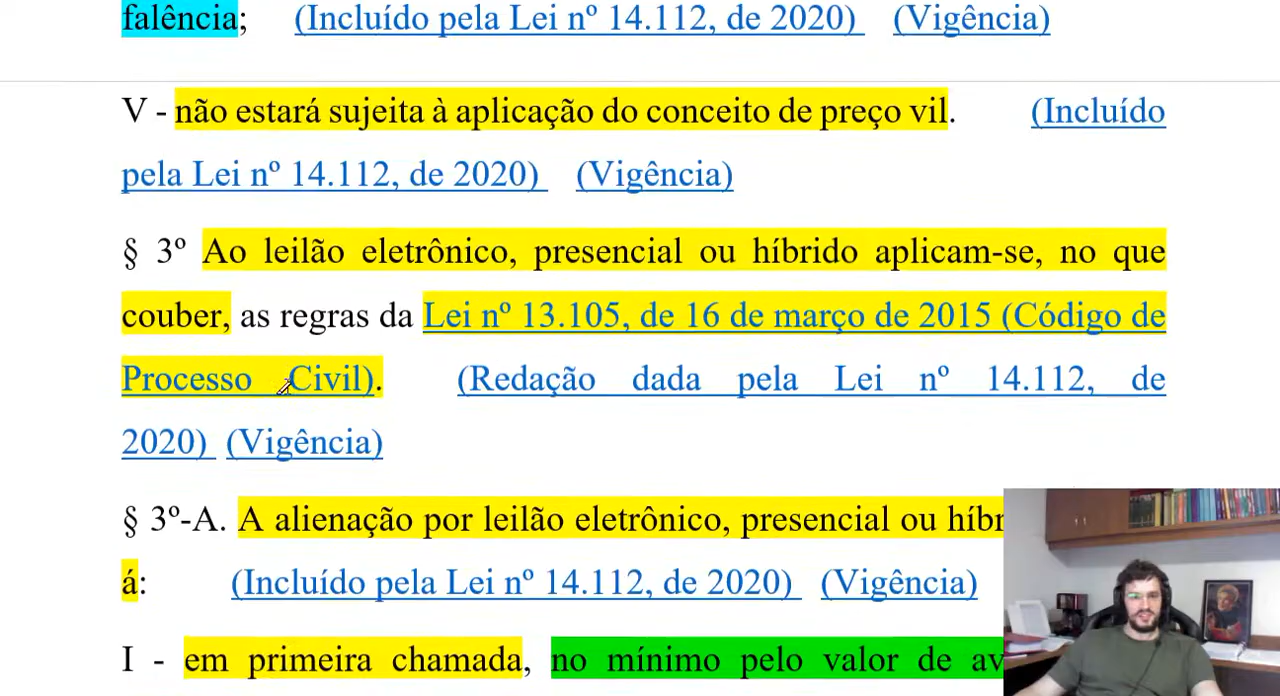 falência; (Incluído pela Lei nº 14.112, de 2020) (Vigência)
V - não estará sujeita à aplicação do conceito de preço vil. (Incluído
pela Lei nº 14.112, de 2020) (Vigência)
§ 3º Ao leilão eletrônico, presencial ou híbrido aplicam-se, no que
couber, as regras da Lei nº 13.105, de 16 de março de 2015 (Código de
Processo Civil). (Redação dada pela Lei nº 14.112, de
2020) (Vigência)
§ 3º-A. A alienação por leilão eletrônico, presencial ou híbr
á: (Incluído pela Lei nº 14.112, de 2020) (Vigência)
I - em primeira chamada, no mínimo pelo valor de av